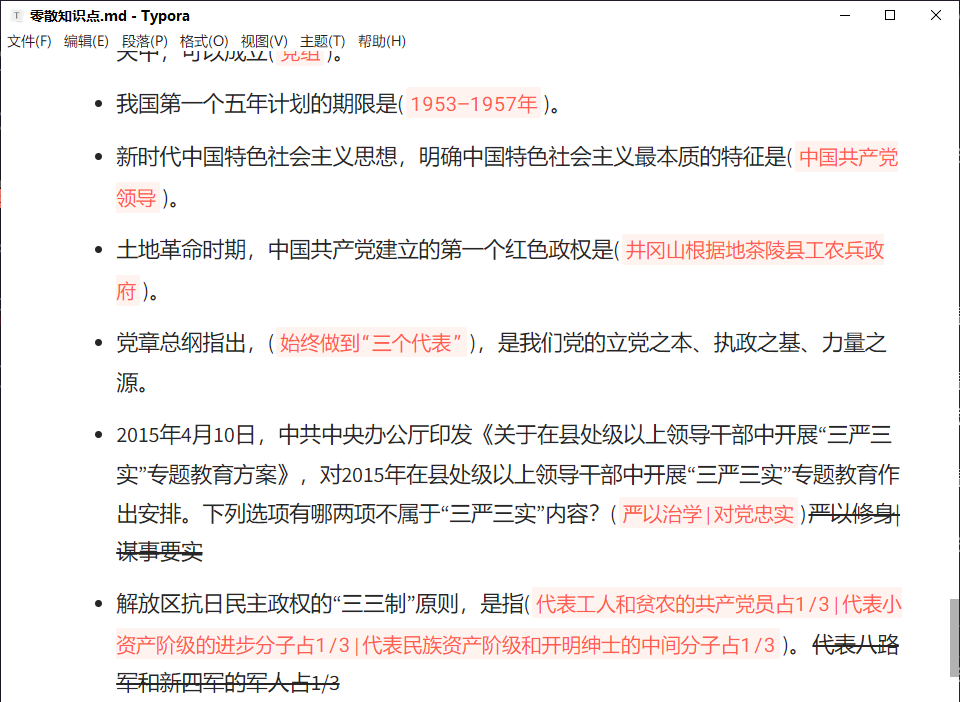 零散知识点.md - Typora
文件(F) 编辑(E) 段落(P) 格式(O) 视图(V) 主题(T) 帮助(H)
关中，可以成立( 党组 )。
我国第一个五年计划的期限是( 1953–1957年 )。
新时代中国特色社会主义思想，明确中国特色社会主义最本质的特征是( 中国共产党
领导 )。
土地革命时期，中国共产党建立的第一个红色政权是( 井冈山根据地茶陵县工农兵政
府 )。
党章总纲指出，( 始终做到“三个代表” )，是我们党的立党之本、执政之基、力量之
源。
2015年4月10日，中共中央办公厅印发《关于在县处级以上领导干部中开展“三严三
实”专题教育方案》，对2015年在县处级以上领导干部中开展“三严三实”专题教育作
出安排。下列选项有哪两项不属于“三严三实”内容？( 严以治学|对党忠实 )严以修身|
谋事要实
解放区抗日民主政权的“三三制”原则，是指( 代表工人和贫农的共产党员占1/3|代表小
资产阶级的进步分子占1/3|代表民族资产阶级和开明绅士的中间分子占1/3 )。 代表八路
军和新四军的军人占1/3